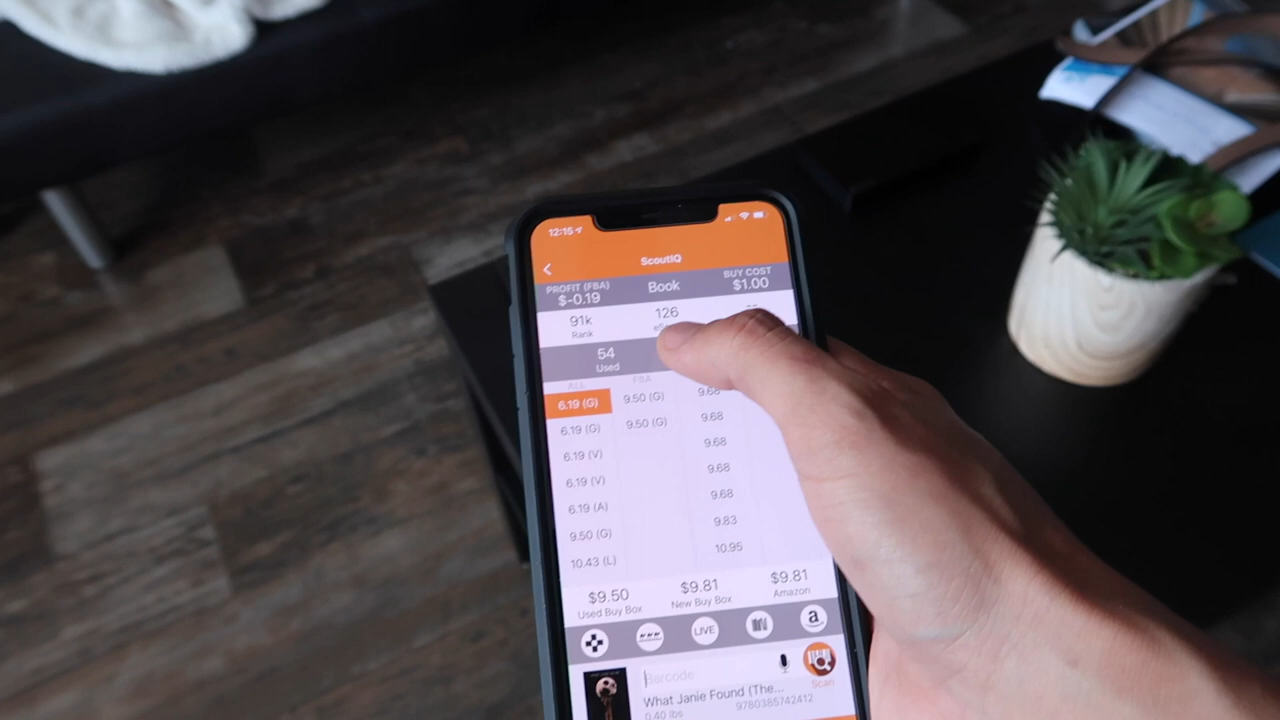 12:15
ScoutIQ
PROFIT (FBA) Book BUY COST
$-0.19 $1.00
91k 126
Rank
54
Used
ALL FBA
6.19 (G) 9.50 (G) 9.68
6.19 (G) 9.50 (G) 9.68
6.19 (V) 9.68
6.19 (V) 9.68
6.19 (A) 9.68
9.50 (G) 9.83
10.43 (L) 10.95
$9.50 $9.81 $9.81
Used Buy Box New Buy Box Amazon
LIVE a
Barcode Scan
What Janie Found (The...
0.40 lbs 9780385742412